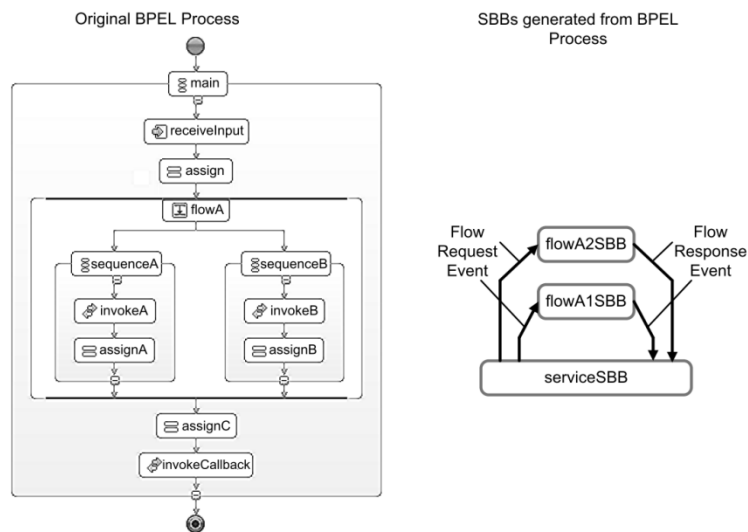 Original BPEL Process
main
receiveInput
assign
flowA
sequenceA
sequenceB
invokeA
invokeB
assignA
assignB
assignC
invokeCallback
SBBs generated from BPEL
Process
Flow
Request
Event
flowA2SBB
Flow
Response
Event
flowA1SBB
serviceSBB